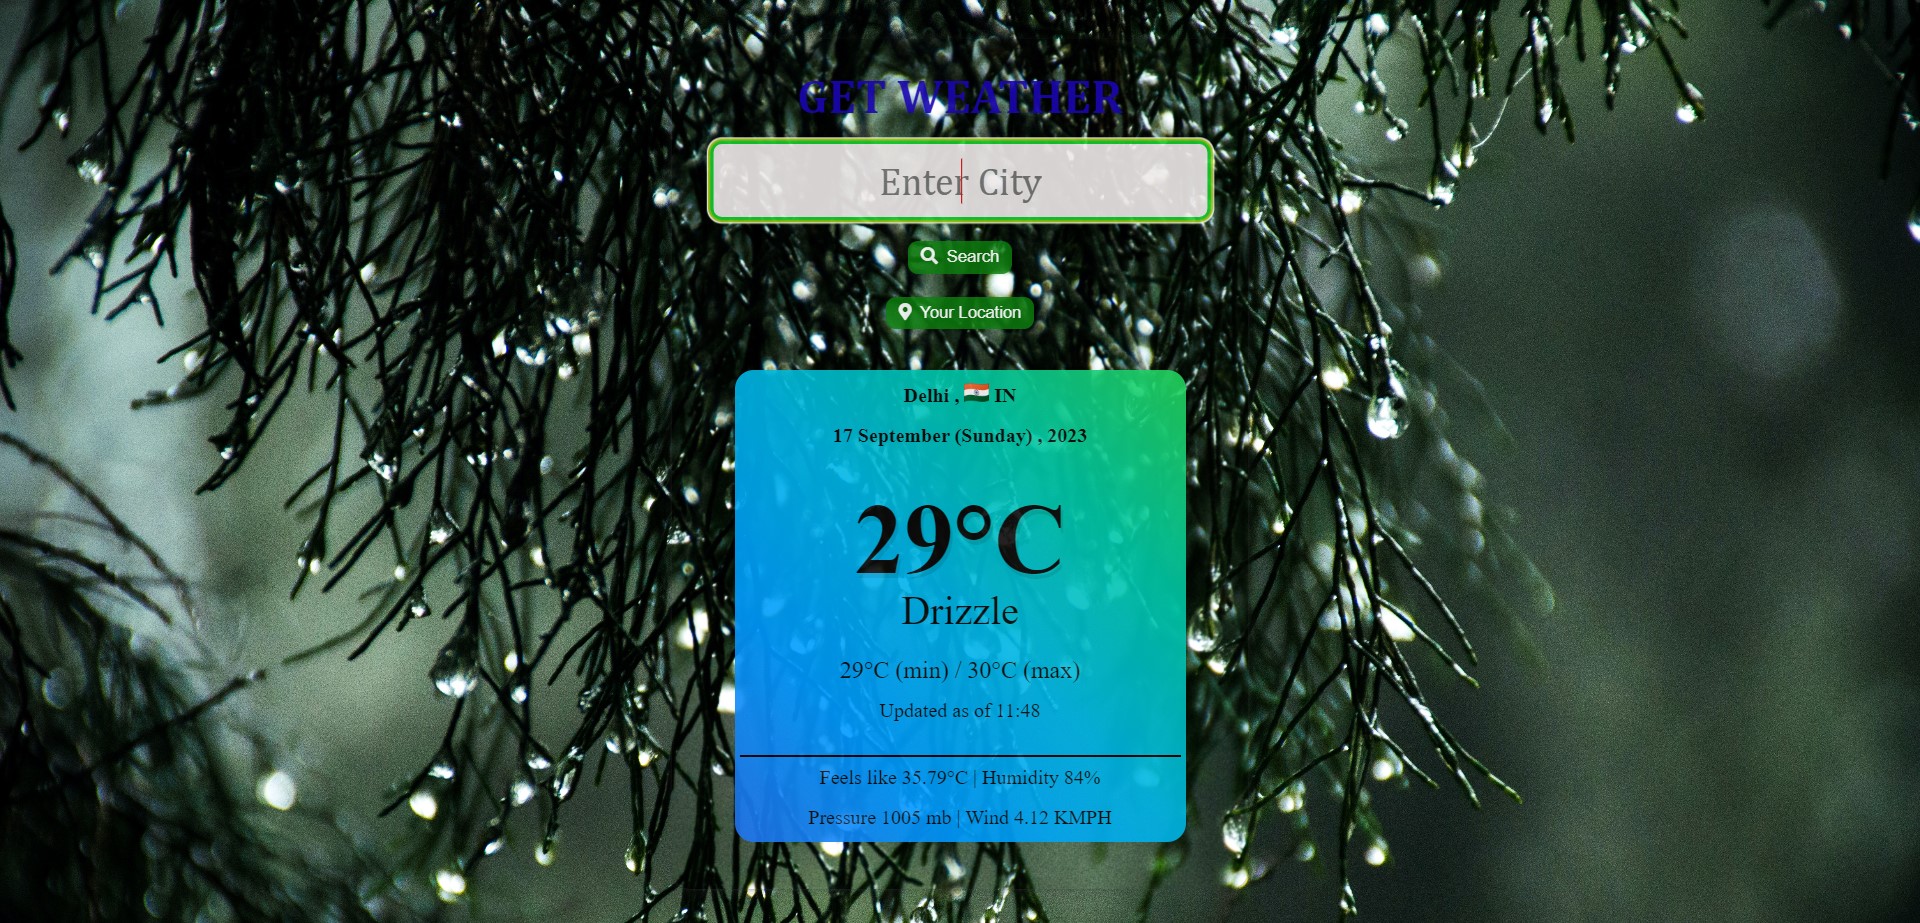 GET WEATHER
Enter City
Search
Your Location
Delhi , IN
17 September (Sunday) , 2023
29°C
Drizzle
29°C (min) / 30°C (max)
Updated as of 11:48
Feels like 35.79°C | Humidity 84%
Pressure 1005 mb | Wind 4.12 KMPH